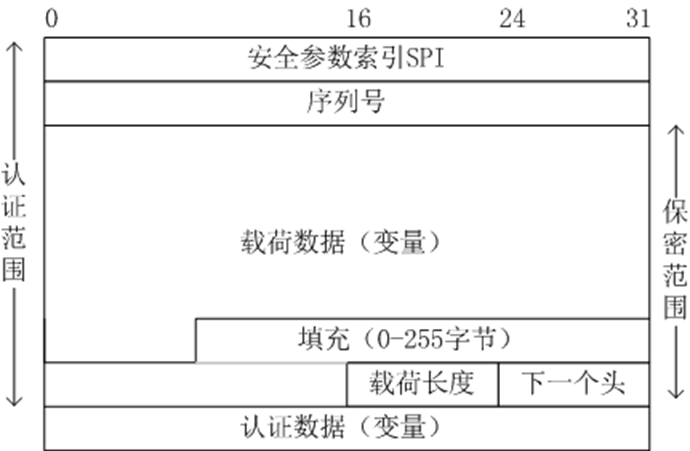 0 16 24 31
安全参数索引SPI
序列号
认证范围
载荷数据（变量）
保密范围
填充（0-255字节）
载荷长度 下一个头
认证数据（变量）